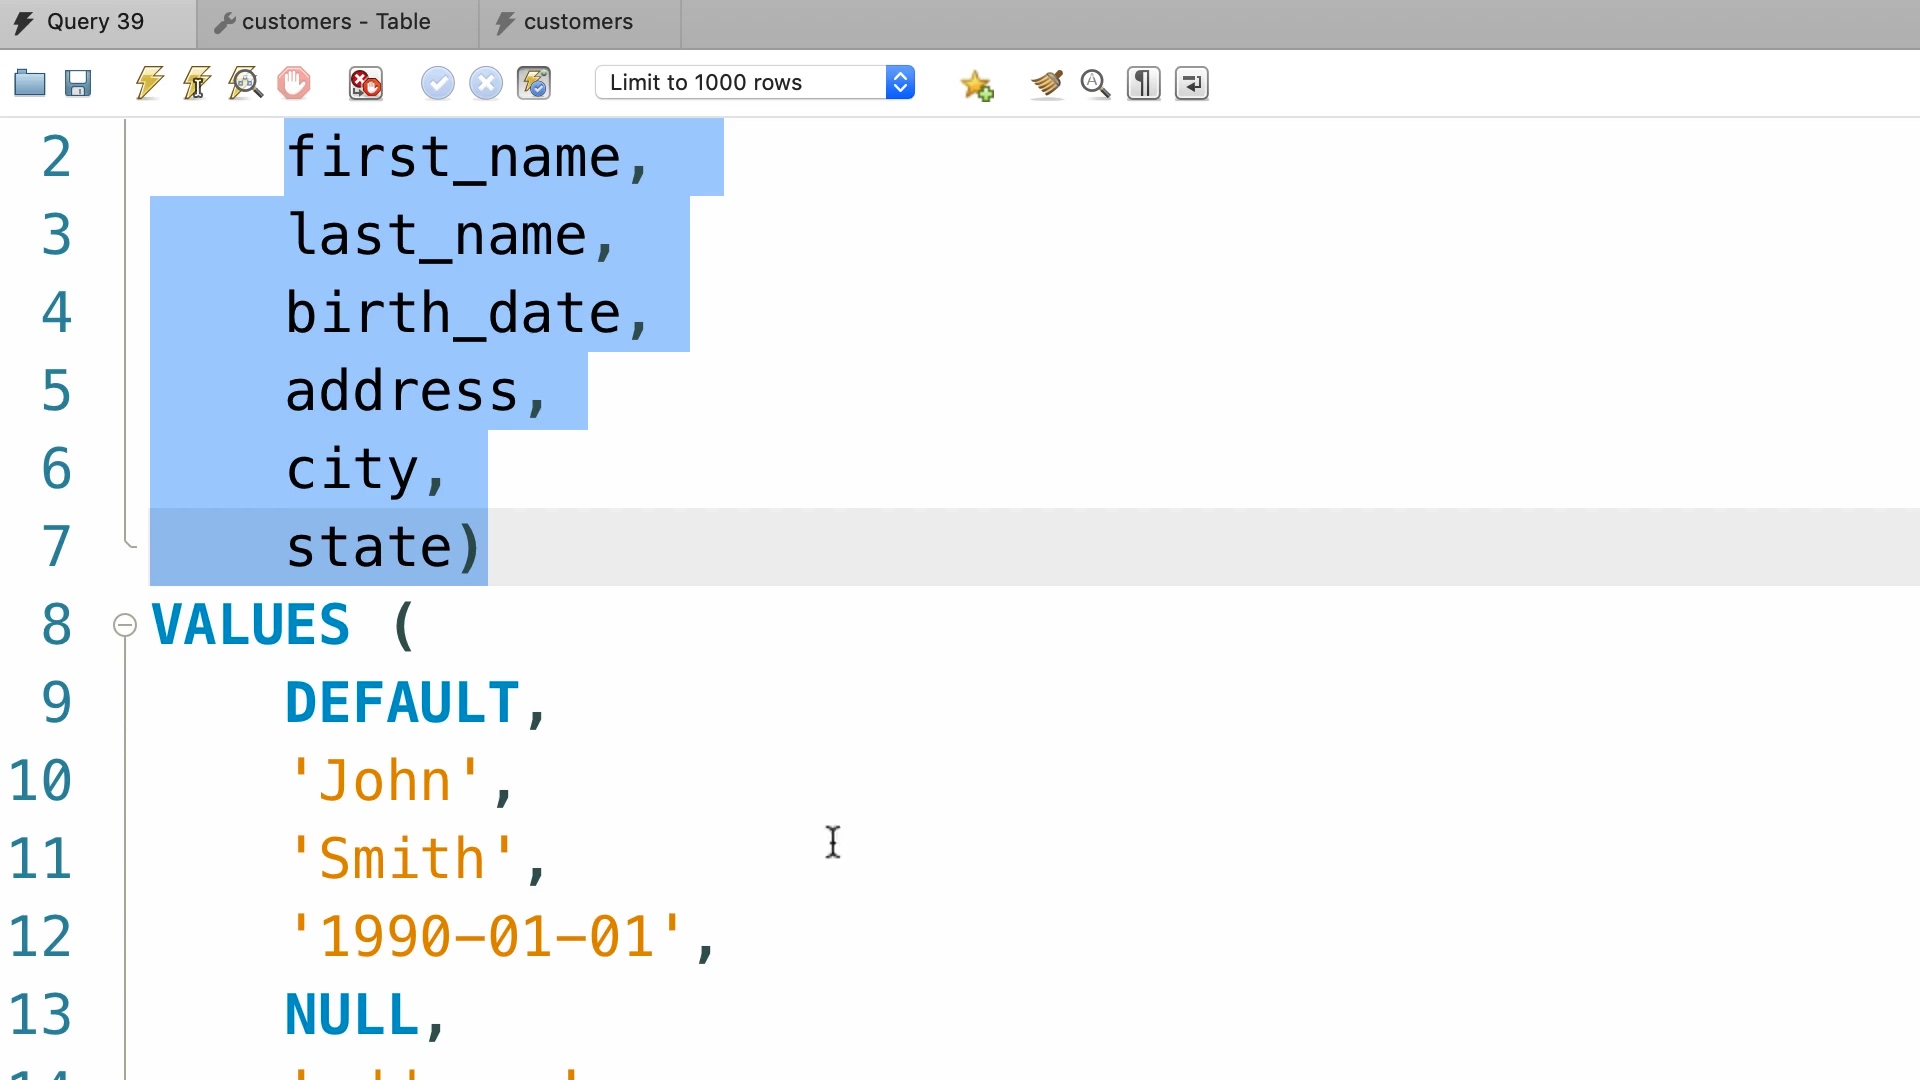 Query 39
customers - Table
customers
Limit to 1000 rows
2 first_name,
3 last_name,
4 birth_date,
5 address,
6 city,
7 state)
8 VALUES (
9 DEFAULT,
10 'John',
11 'Smith',
12 '1990-01-01',
13 NULL,